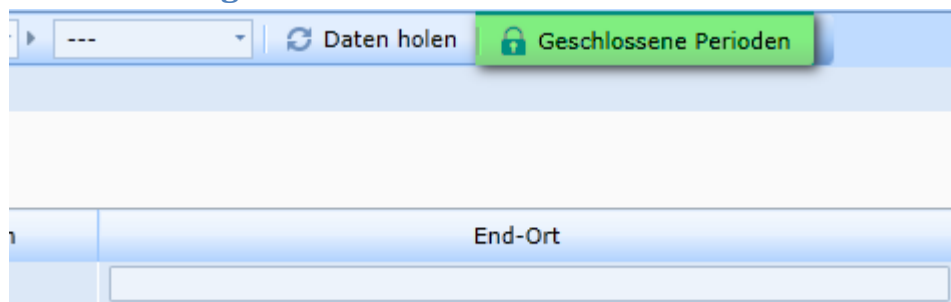 --- Daten holen Geschlossene Perioden
End-Ort